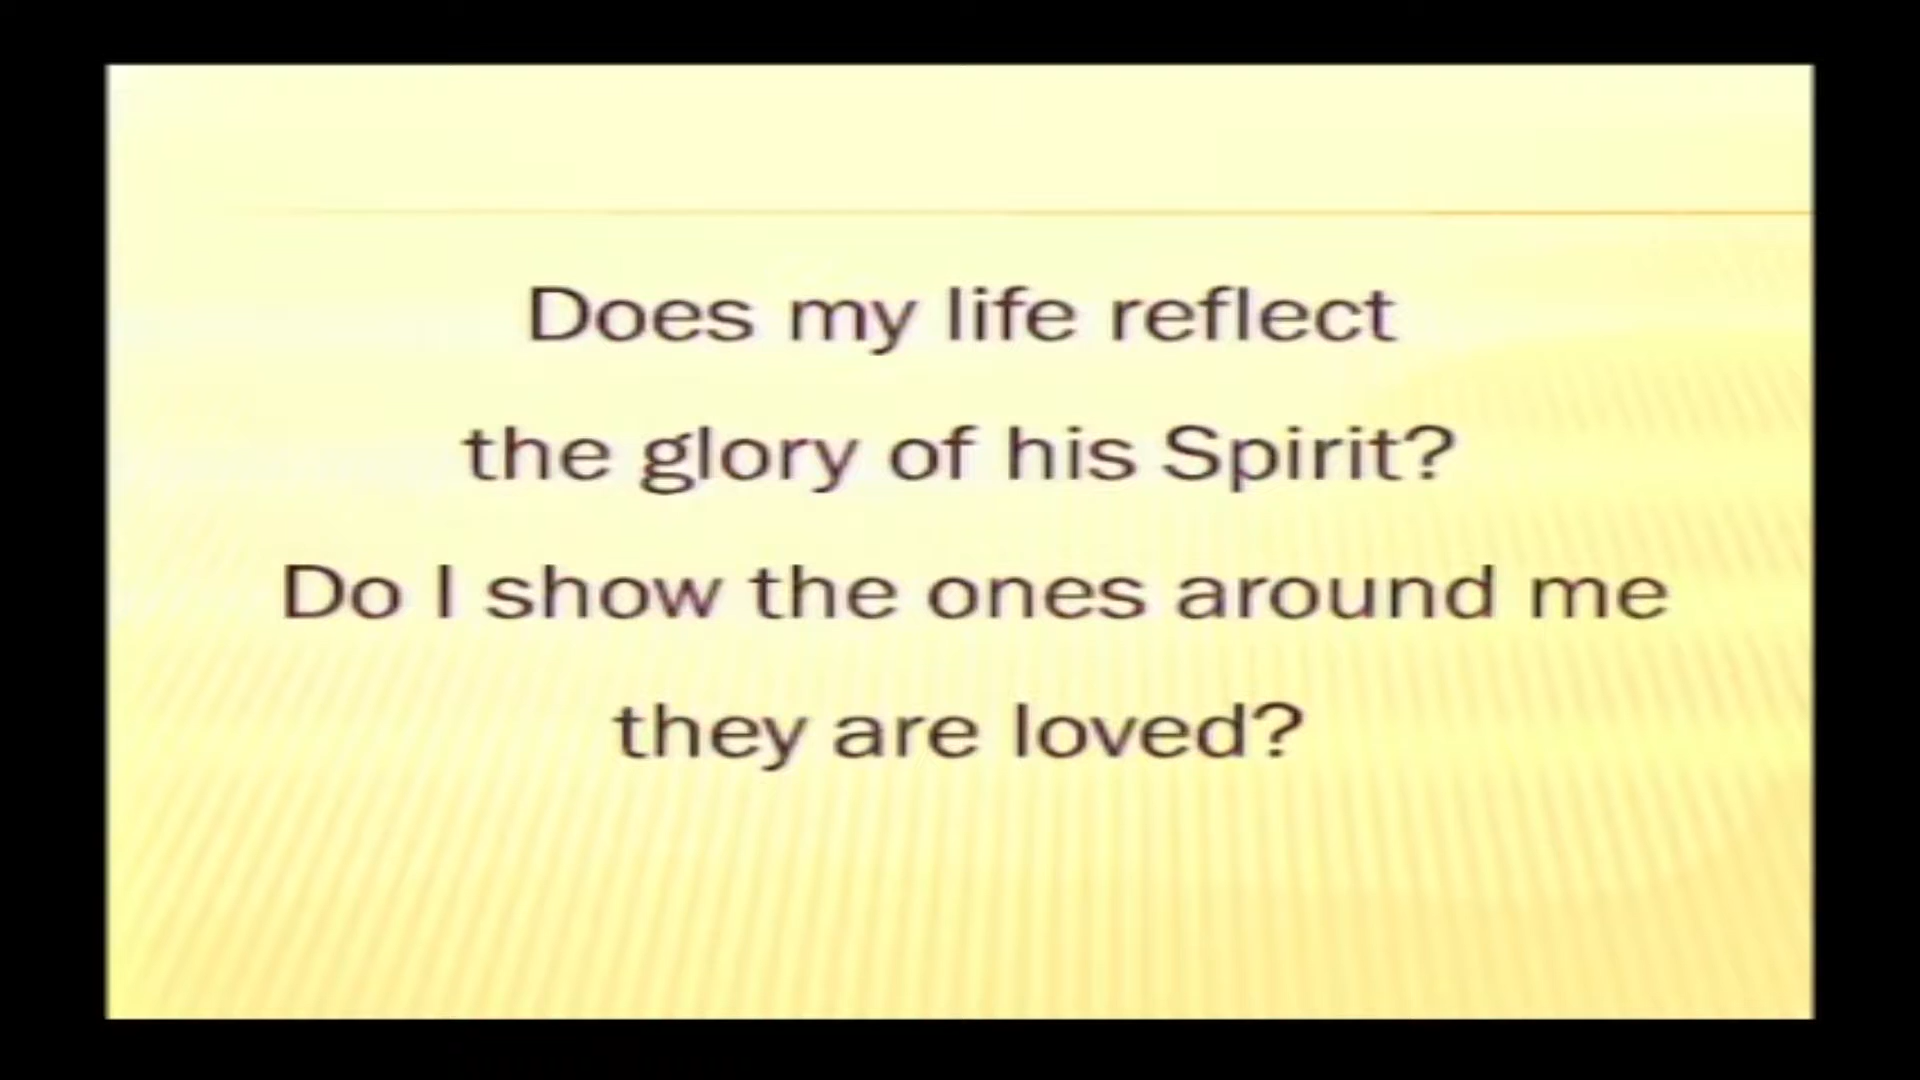 Does my life reflect
the glory of his Spirit?
Do I show the ones around me
they are loved?